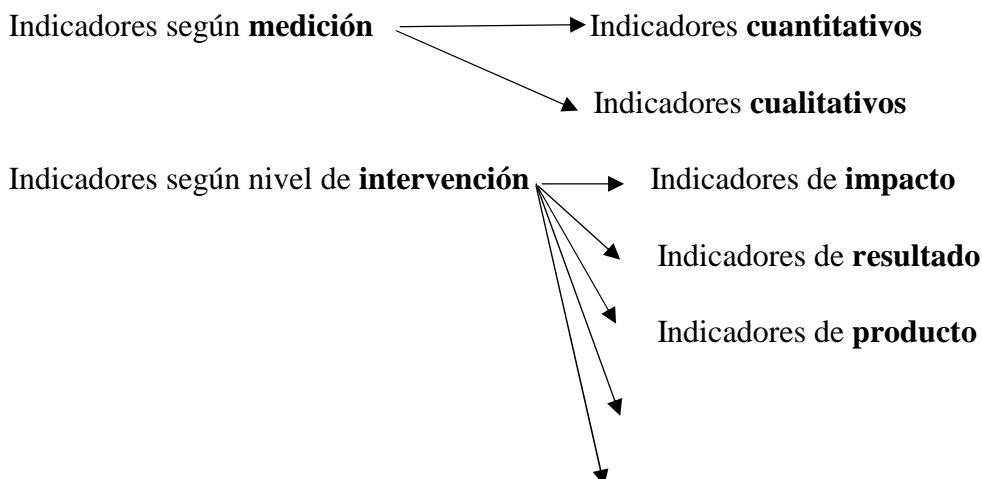 Indicadores según medición Indicadores cuantitativos
Indicadores cualitativos
Indicadores según nivel de intervención Indicadores de impacto
Indicadores de resultado
Indicadores de producto